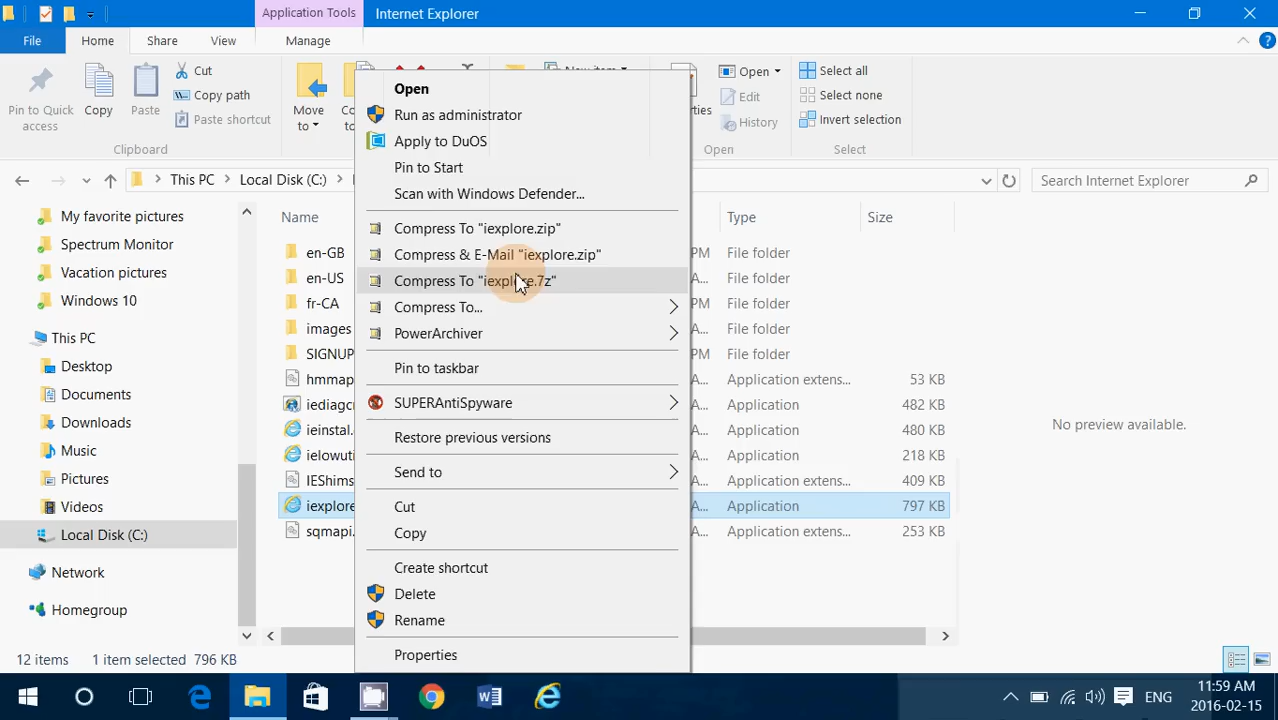 Application Tools
Internet Explorer
File
Home
Share
View
Manage
Pin to Quick access
Copy
Paste
Cut
Copy path
Paste shortcut
Clipboard
Move to
New item
Open
Edit
History
Open
Select all
Select none
Invert selection
Select
This PC
Local Disk (C:)
Search Internet Explorer
My favorite pictures
Spectrum Monitor
Vacation pictures
Windows 10
This PC
Desktop
Documents
Downloads
Music
Pictures
Videos
Local Disk (C:)
Network
Homegroup
Name
Type
Size
en-GB
PM
File folder
en-US
PM
File folder
fr-CA
PM
File folder
images
PM
File folder
SIGNUP
PM
File folder
hmmapi
A...
Application extens...
53 KB
iediagc
A...
Application
482 KB
ieinstal.
A...
Application
480 KB
ielowuti
A...
Application
218 KB
IEShims
A...
Application extens...
409 KB
iexplore
A...
Application
797 KB
sqmapi.
A...
Application extens...
253 KB
No preview available.
Open
Run as administrator
Apply to DuOS
Pin to Start
Scan with Windows Defender...
Compress To "iexplore.zip"
Compress & E-Mail "iexplore.zip"
Compress To "iexplore.7z"
Compress To...
PowerArchiver
Pin to taskbar
SUPERAntiSpyware
Restore previous versions
Send to
Cut
Copy
Create shortcut
Delete
Rename
Properties
12 items
1 item selected
796 KB
ENG
11:59 AM
2016-02-15